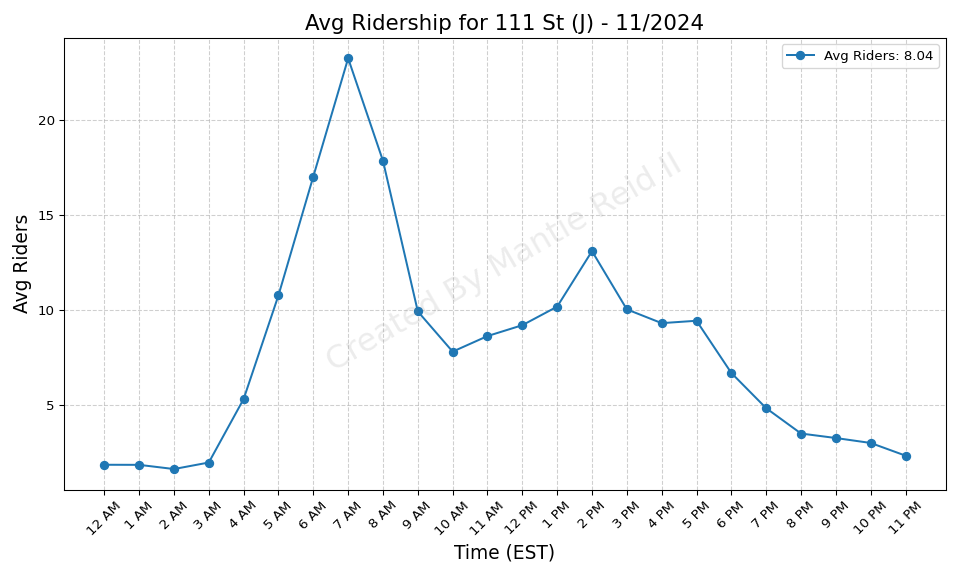 Avg Ridership for 111 St (J) - 11/2024
Avg Riders: 8.04
Created By Mantie Reid II
Avg Riders
20
15
10
5
12 AM
1 AM
2 AM
3 AM
4 AM
5 AM
6 AM
7 AM
8 AM
9 AM
10 AM
11 AM
12 PM
1 PM
2 PM
3 PM
4 PM
5 PM
6 PM
7 PM
8 PM
9 PM
10 PM
11 PM
Time (EST)